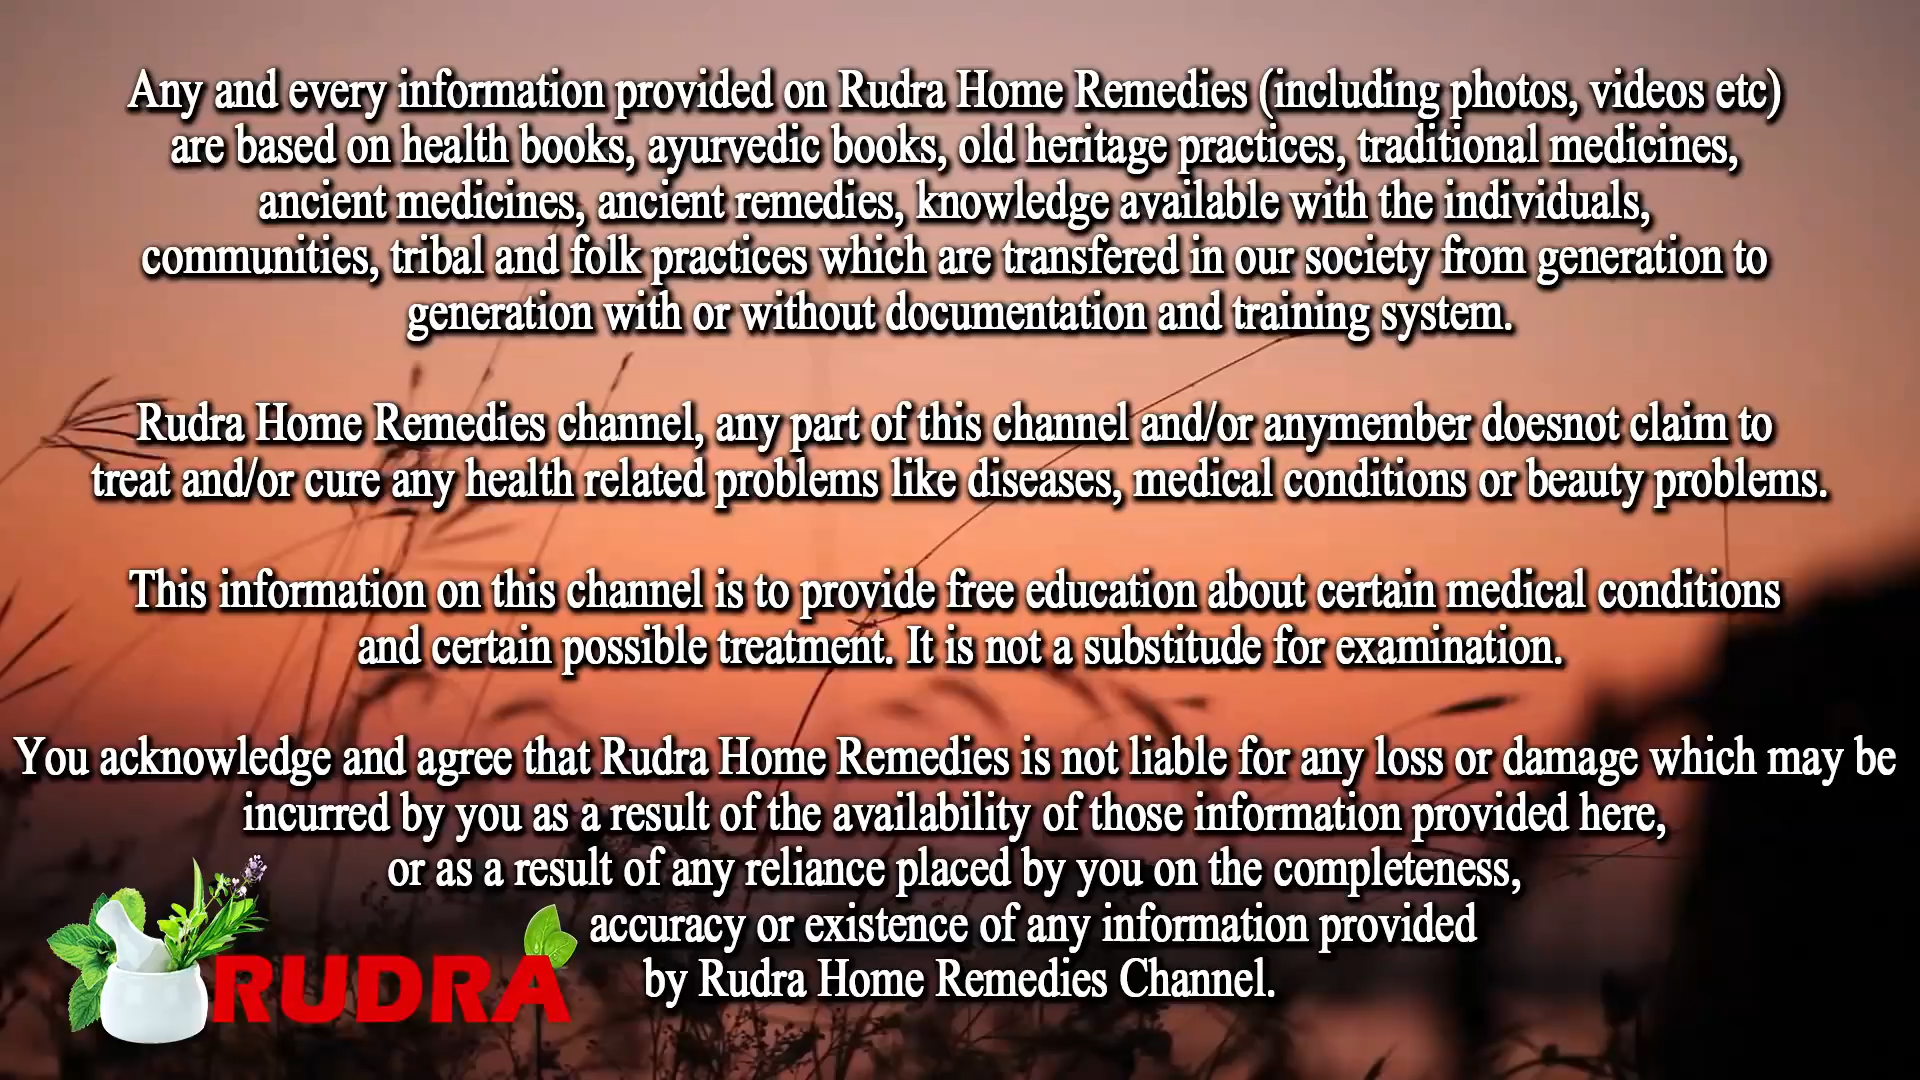 Any and every information provided on Rudra Home Remedies (including photos, videos etc)
are based on health books, ayurvedic books, old heritage practices, traditional medicines,
ancient medicines, ancient remedies, knowledge available with the individuals,
communities, tribal and folk practices which are transfered in our society from generation to
generation with or without documentation and training system.
Rudra Home Remedies channel, any part of this channel and/or anymember doesnot claim to
treat and/or cure any health related problems like diseases, medical conditions or beauty problems.
This information on this channel is to provide free education about certain medical conditions
and certain possible treatment. It is not a substitude for examination.
You acknowledge and agree that Rudra Home Remedies is not liable for any loss or damage which may be
incurred by you as a result of the availability of those information provided here,
or as a result of any reliance placed by you on the completeness,
accuracy or existence of any information provided
by Rudra Home Remedies Channel.
RUDRA